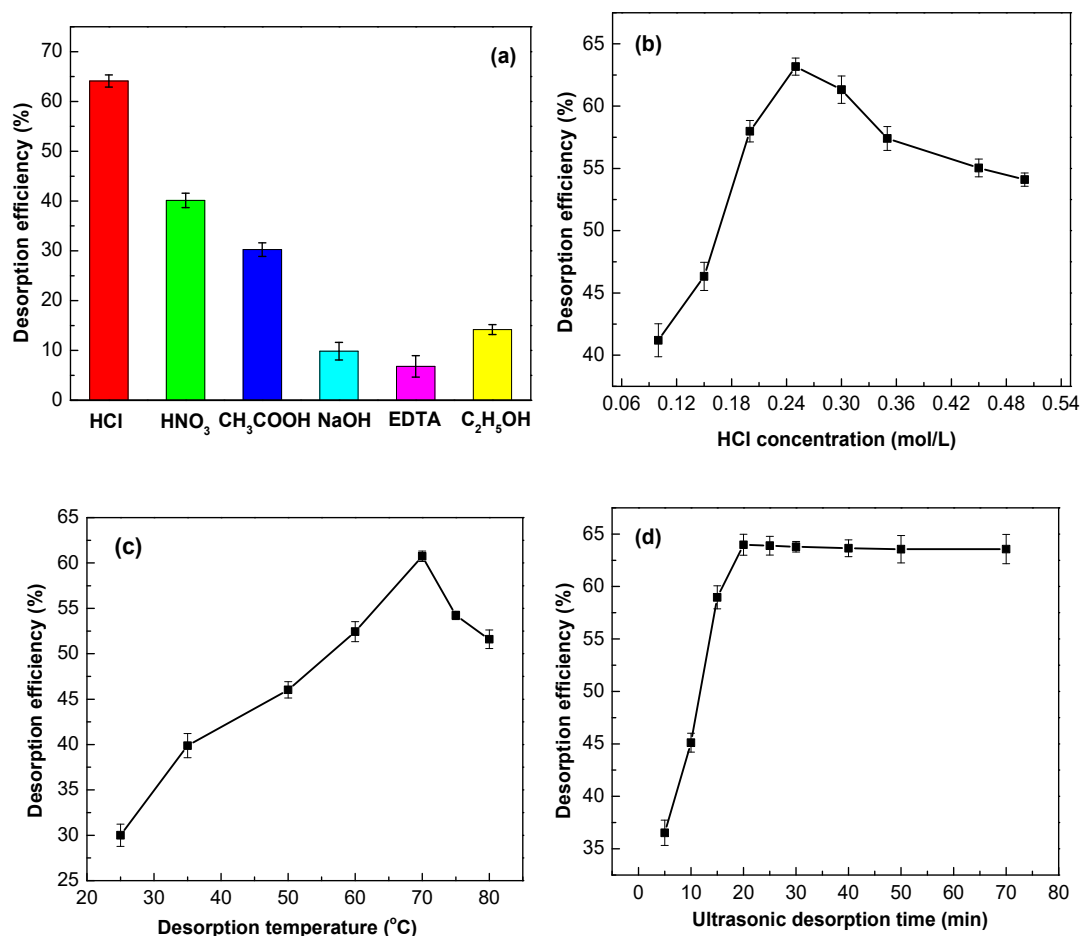 (a)
Desorption efficiency (%)
70
60
50
40
30
20
10
0
HCl HNO₃ CH₃COOH NaOH EDTA C₂H₅OH
(b)
Desorption efficiency (%)
65
60
55
50
45
40
0.06 0.12 0.18 0.24 0.30 0.36 0.42 0.48 0.54
HCl concentration (mol/L)
(c)
Desorption efficiency (%)
65
60
55
50
45
40
35
30
25
20 30 40 50 60 70 80
Desorption temperature (°C)
(d)
Desorption efficiency (%)
65
60
55
50
45
40
35
0 10 20 30 40 50 60 70 80
Ultrasonic desorption time (min)